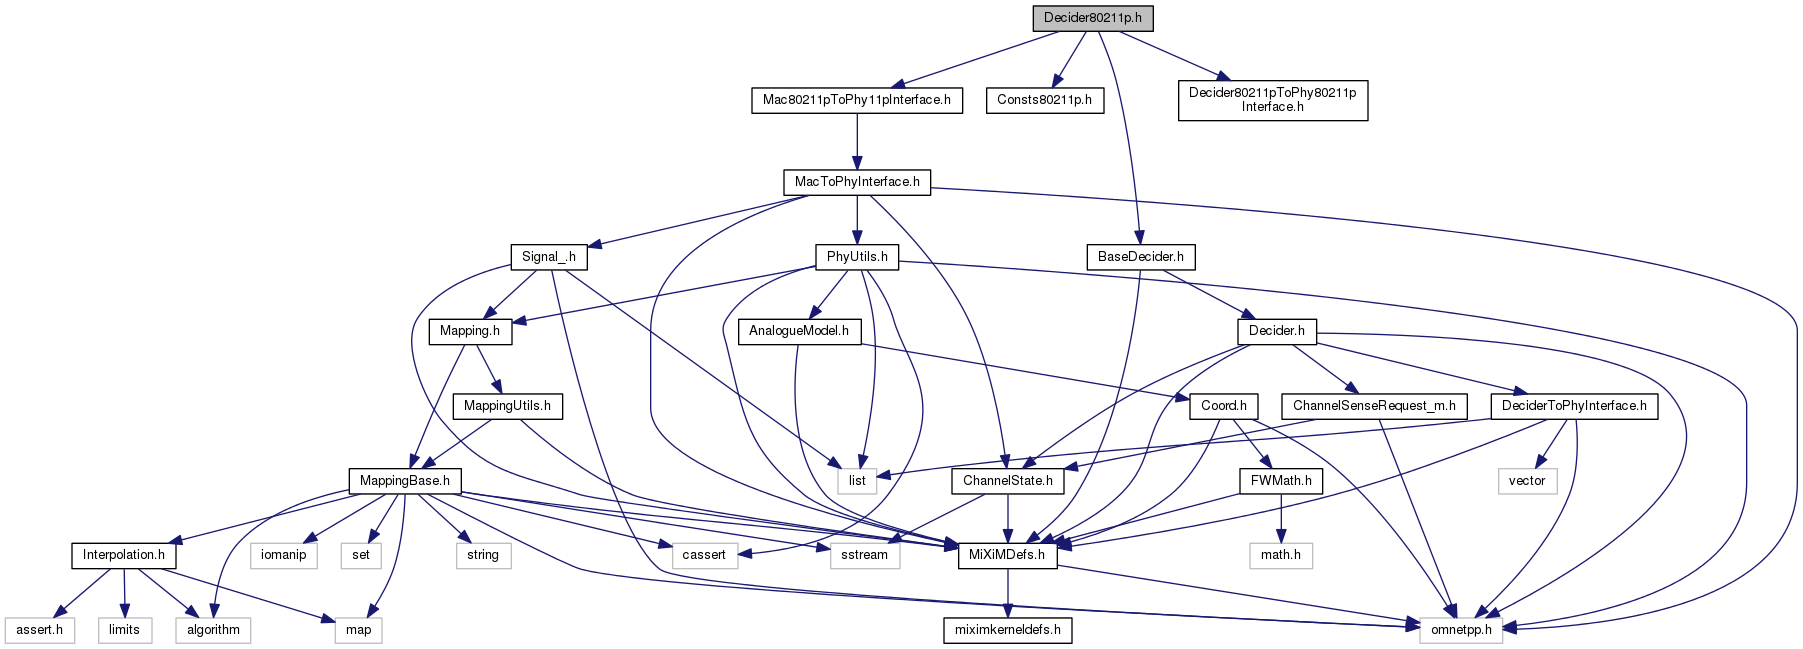 Decider80211p.h
Mac80211pToPhy11pInterface.h
Consts80211p.h
Decider80211pToPhy80211p
Interface.h
MacToPhyInterface.h
Signal_.h
PhyUtils.h
BaseDecider.h
Mapping.h
AnalogueModel.h
Decider.h
MappingUtils.h
Coord.h
ChannelSenseRequest_m.h
DeciderToPhyInterface.h
MappingBase.h
list
ChannelState.h
FWMath.h
vector
Interpolation.h
iomanip
set
string
cassert
sstream
MiXiMDefs.h
math.h
assert.h
limits
algorithm
map
miximkerneldefs.h
omnetpp.h